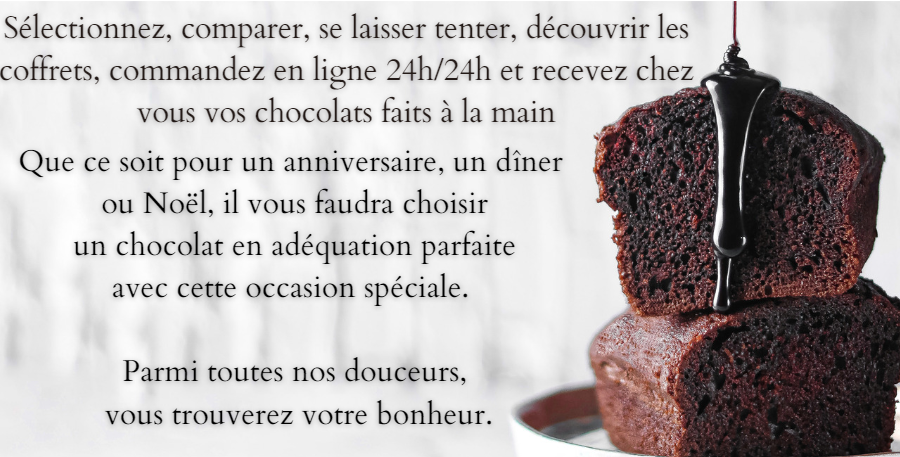 Sélectionnez, comparer, se laisser tenter, découvrir les
coffrets, commandez en ligne 24h/24h et recevez chez
vous vos chocolats faits à la main
Que ce soit pour un anniversaire, un dîner
ou Noël, il vous faudra choisir
un chocolat en adéquation parfaite
avec cette occasion spéciale.
Parmi toutes nos douceurs,
vous trouverez votre bonheur.